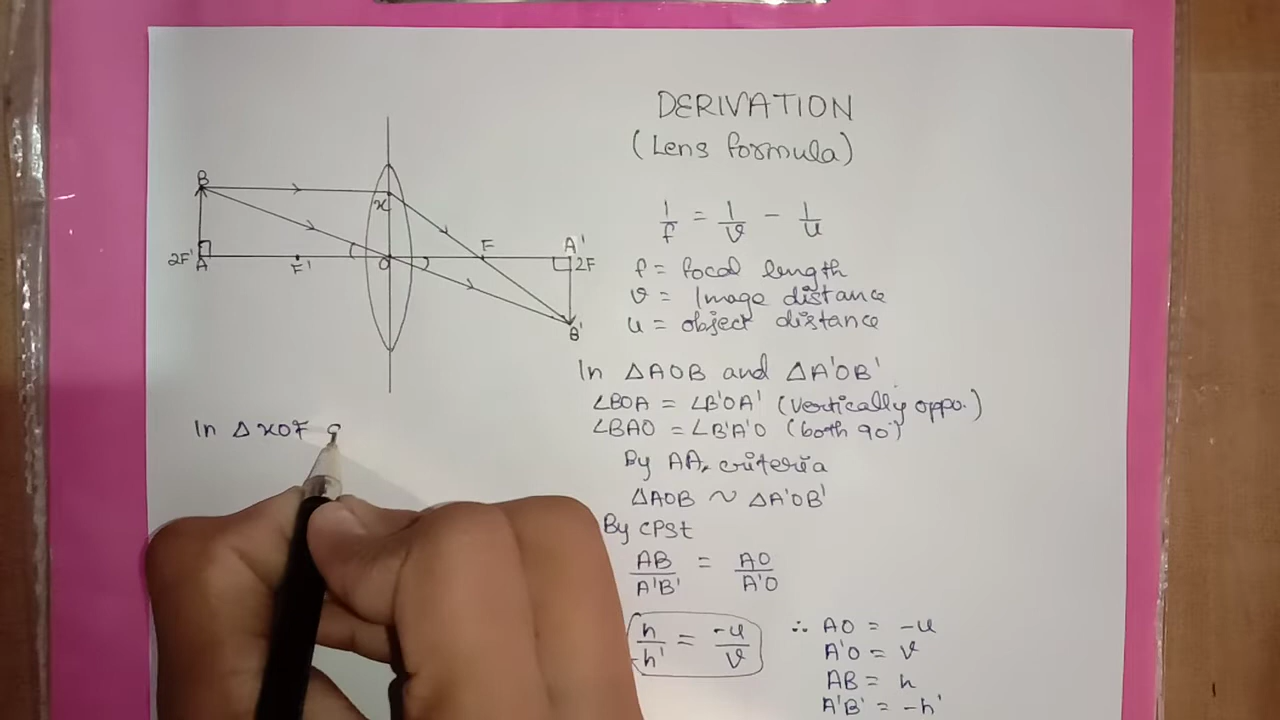 DERIVATION
(Lens formula)
1/f = 1/v - 1/u
f = focal length
v = Image distance
u = object distance
B
x
2F'
A
F'
O
F
A'
2F
B'
In ΔAOB and ΔA'OB'
∠BOA = ∠B'OA' (Vertically oppo.)
∠BAO = ∠B'A'O (both 90°)
By AA, criteria
ΔAOB ~ ΔA'OB'
By CPST
AB/A'B' = AO/A'O
h/-h' = -u/v
∴ AO = -u
A'O = v
AB = h
A'B' = -h'
In Δ XOF